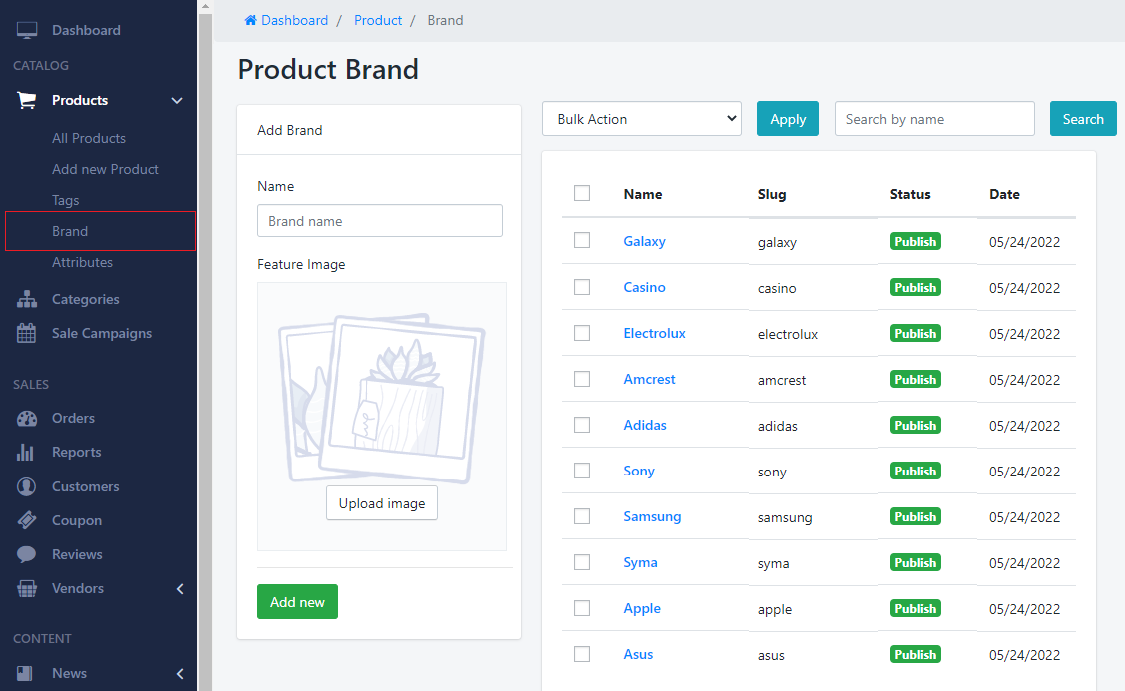 Dashboard
CATALOG
Products
All Products
Add new Product
Tags
Brand
Attributes
Categories
Sale Campaigns
SALES
Orders
Reports
Customers
Coupon
Reviews
Vendors
CONTENT
News
Dashboard / Product / Brand
Product Brand
Add Brand
Name
Brand name
Feature Image
Upload image
Add new
Bulk Action Apply Search by name Search
Name Slug Status Date
Galaxy galaxy Publish 05/24/2022
Casino casino Publish 05/24/2022
Electrolux electrolux Publish 05/24/2022
Amcrest amcrest Publish 05/24/2022
Adidas adidas Publish 05/24/2022
Sony sony Publish 05/24/2022
Samsung samsung Publish 05/24/2022
Syma syma Publish 05/24/2022
Apple apple Publish 05/24/2022
Asus asus Publish 05/24/2022